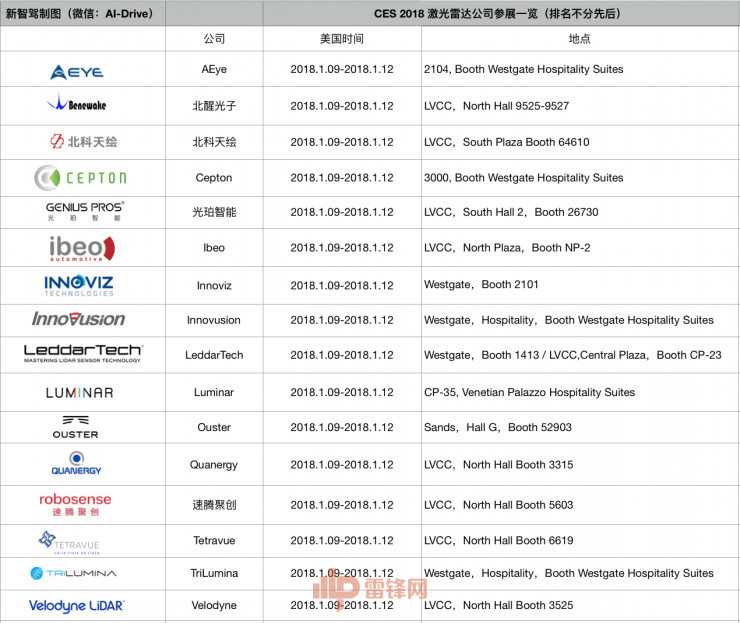 新智驾制图（微信：AI-Drive） CES 2018 激光雷达公司参展一览（排名不分先后）
公司 美国时间 地点
AEYE AEye 2018.1.09-2018.1.12 2104, Booth Westgate Hospitality Suites
Benewake 北醒光子 2018.1.09-2018.1.12 LVCC，North Hall 9525-9527
北科天绘 北科天绘 2018.1.09-2018.1.12 LVCC，South Plaza Booth 64610
CEPTON Cepton 2018.1.09-2018.1.12 3000, Booth Westgate Hospitality Suites
GENIUS PROS
光珀智能 光珀智能 2018.1.09-2018.1.12 LVCC，South Hall 2，Booth 26730
ibeo
automotive Ibeo 2018.1.09-2018.1.12 LVCC，North Plaza，Booth NP-2
INNOVIZ
TECHNOLOGIES Innoviz 2018.1.09-2018.1.12 Westgate，Booth 2101
Innovusion Innovusion 2018.1.09-2018.1.12 Westgate，Hospitality，Booth Westgate Hospitality Suites
LeddarTech
MASTERING LIDAR SENSOR TECHNOLOGY LeddarTech 2018.1.09-2018.1.12 Westgate，Booth 1413 / LVCC,Central Plaza，Booth CP-23
LUMINAR Luminar 2018.1.09-2018.1.12 CP-35, Venetian Palazzo Hospitality Suites
OUSTER Ouster 2018.1.09-2018.1.12 Sands，Hall G，Booth 52903
QUANERGY Quanergy 2018.1.09-2018.1.12 LVCC，North Hall Booth 3315
robosense
速腾聚创 速腾聚创 2018.1.09-2018.1.12 LVCC，North Hall Booth 5603
TETRAVUE
SOLID STATE 4D LIDAR Tetravue 2018.1.09-2018.1.12 LVCC，North Hall Booth 6619
TRILUMINA TriLumina 2018.1.09-2018.1.12 Westgate，Hospitality，Booth Westgate Hospitality Suites
雷锋网
Velodyne LiDAR Velodyne 2018.1.09-2018.1.12 LVCC，North Hall Booth 3525